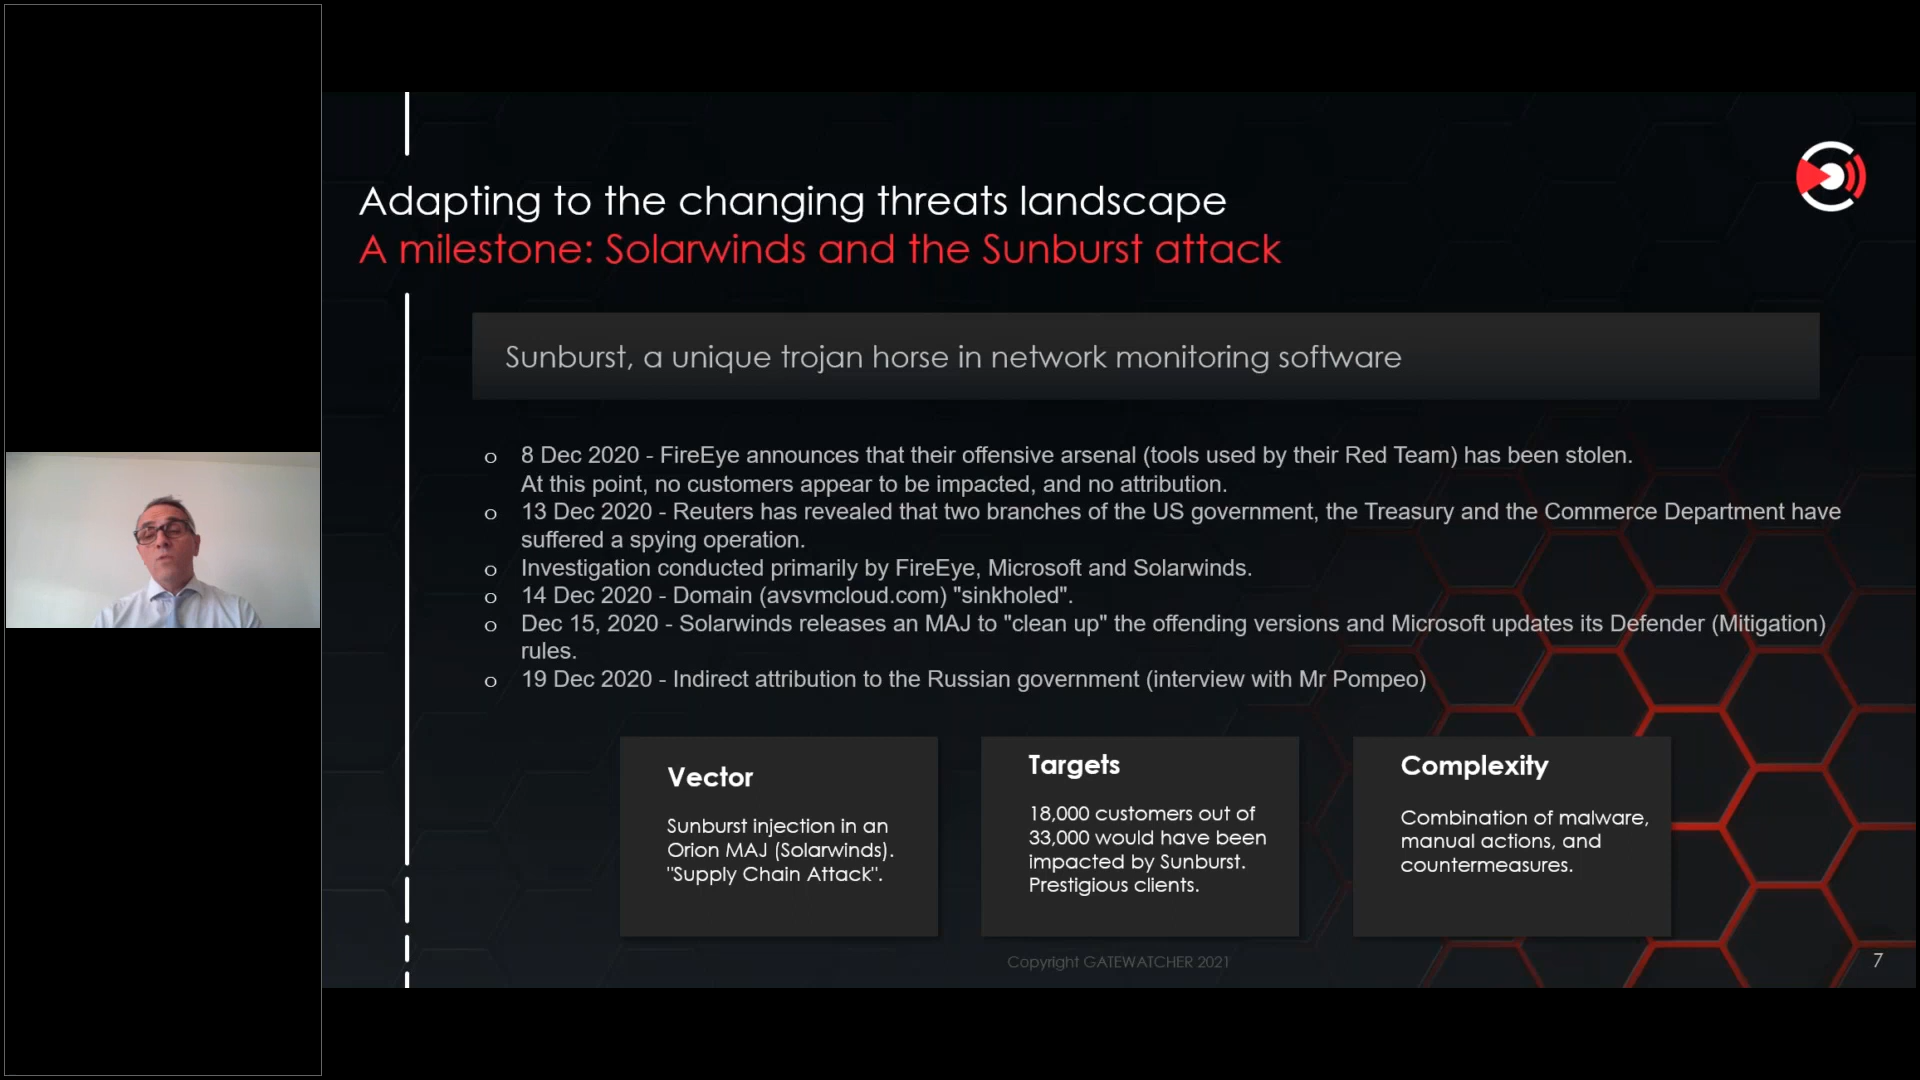 Adapting to the changing threats landscape
A milestone: Solarwinds and the Sunburst attack
Sunburst, a unique trojan horse in network monitoring software
o 8 Dec 2020 - FireEye announces that their offensive arsenal (tools used by their Red Team) has been stolen.
At this point, no customers appear to be impacted, and no attribution.
o 13 Dec 2020 - Reuters has revealed that two branches of the US government, the Treasury and the Commerce Department have
suffered a spying operation.
o Investigation conducted primarily by FireEye, Microsoft and Solarwinds.
o 14 Dec 2020 - Domain (avsvmcloud.com) "sinkholed".
o Dec 15, 2020 - Solarwinds releases an MAJ to "clean up" the offending versions and Microsoft updates its Defender (Mitigation)
rules.
o 19 Dec 2020 - Indirect attribution to the Russian government (interview with Mr Pompeo)
Vector
Sunburst injection in an
Orion MAJ (Solarwinds).
"Supply Chain Attack".
Targets
18,000 customers out of
33,000 would have been
impacted by Sunburst.
Prestigious clients.
Complexity
Combination of malware,
manual actions, and
countermeasures.
Copyright GATEWATCHER 2021
7